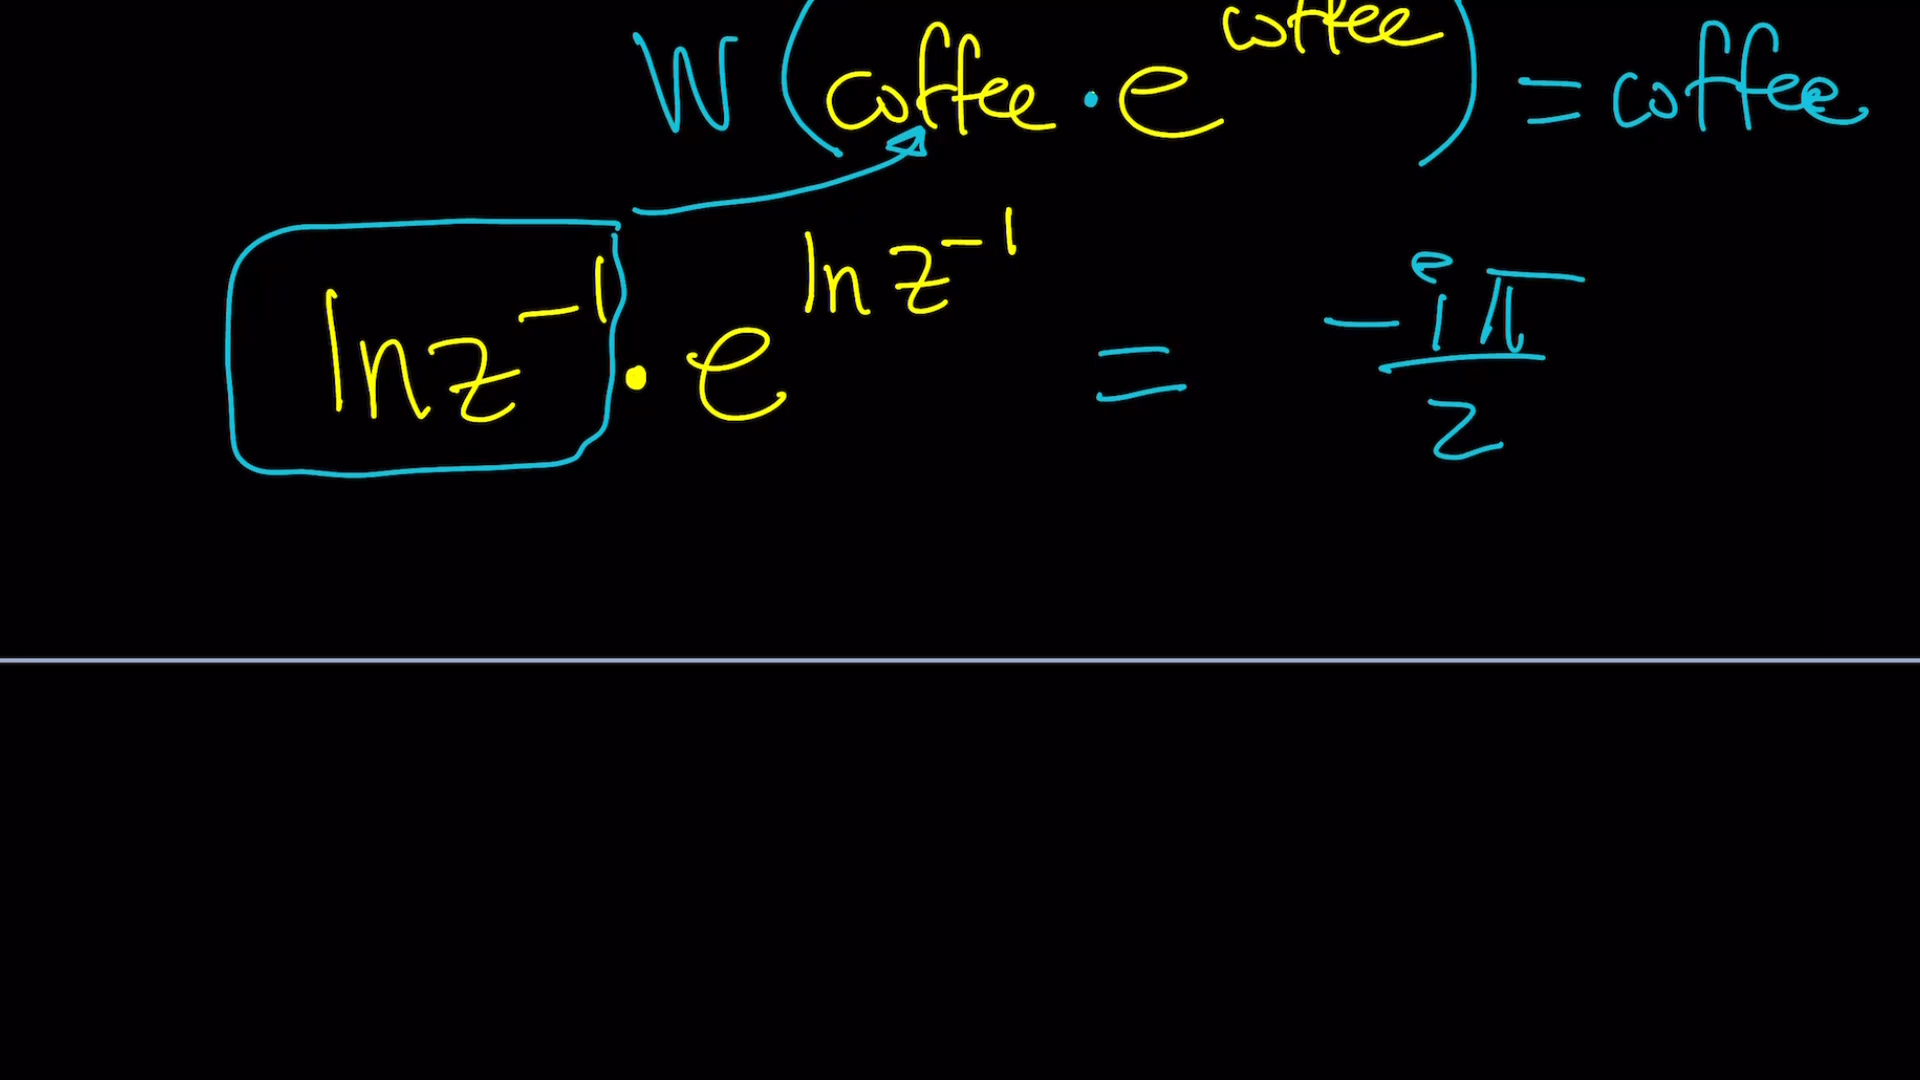 W(coffee · e^coffee) = coffee
ln z^-1 · e^ln z^-1 = -iπ/2